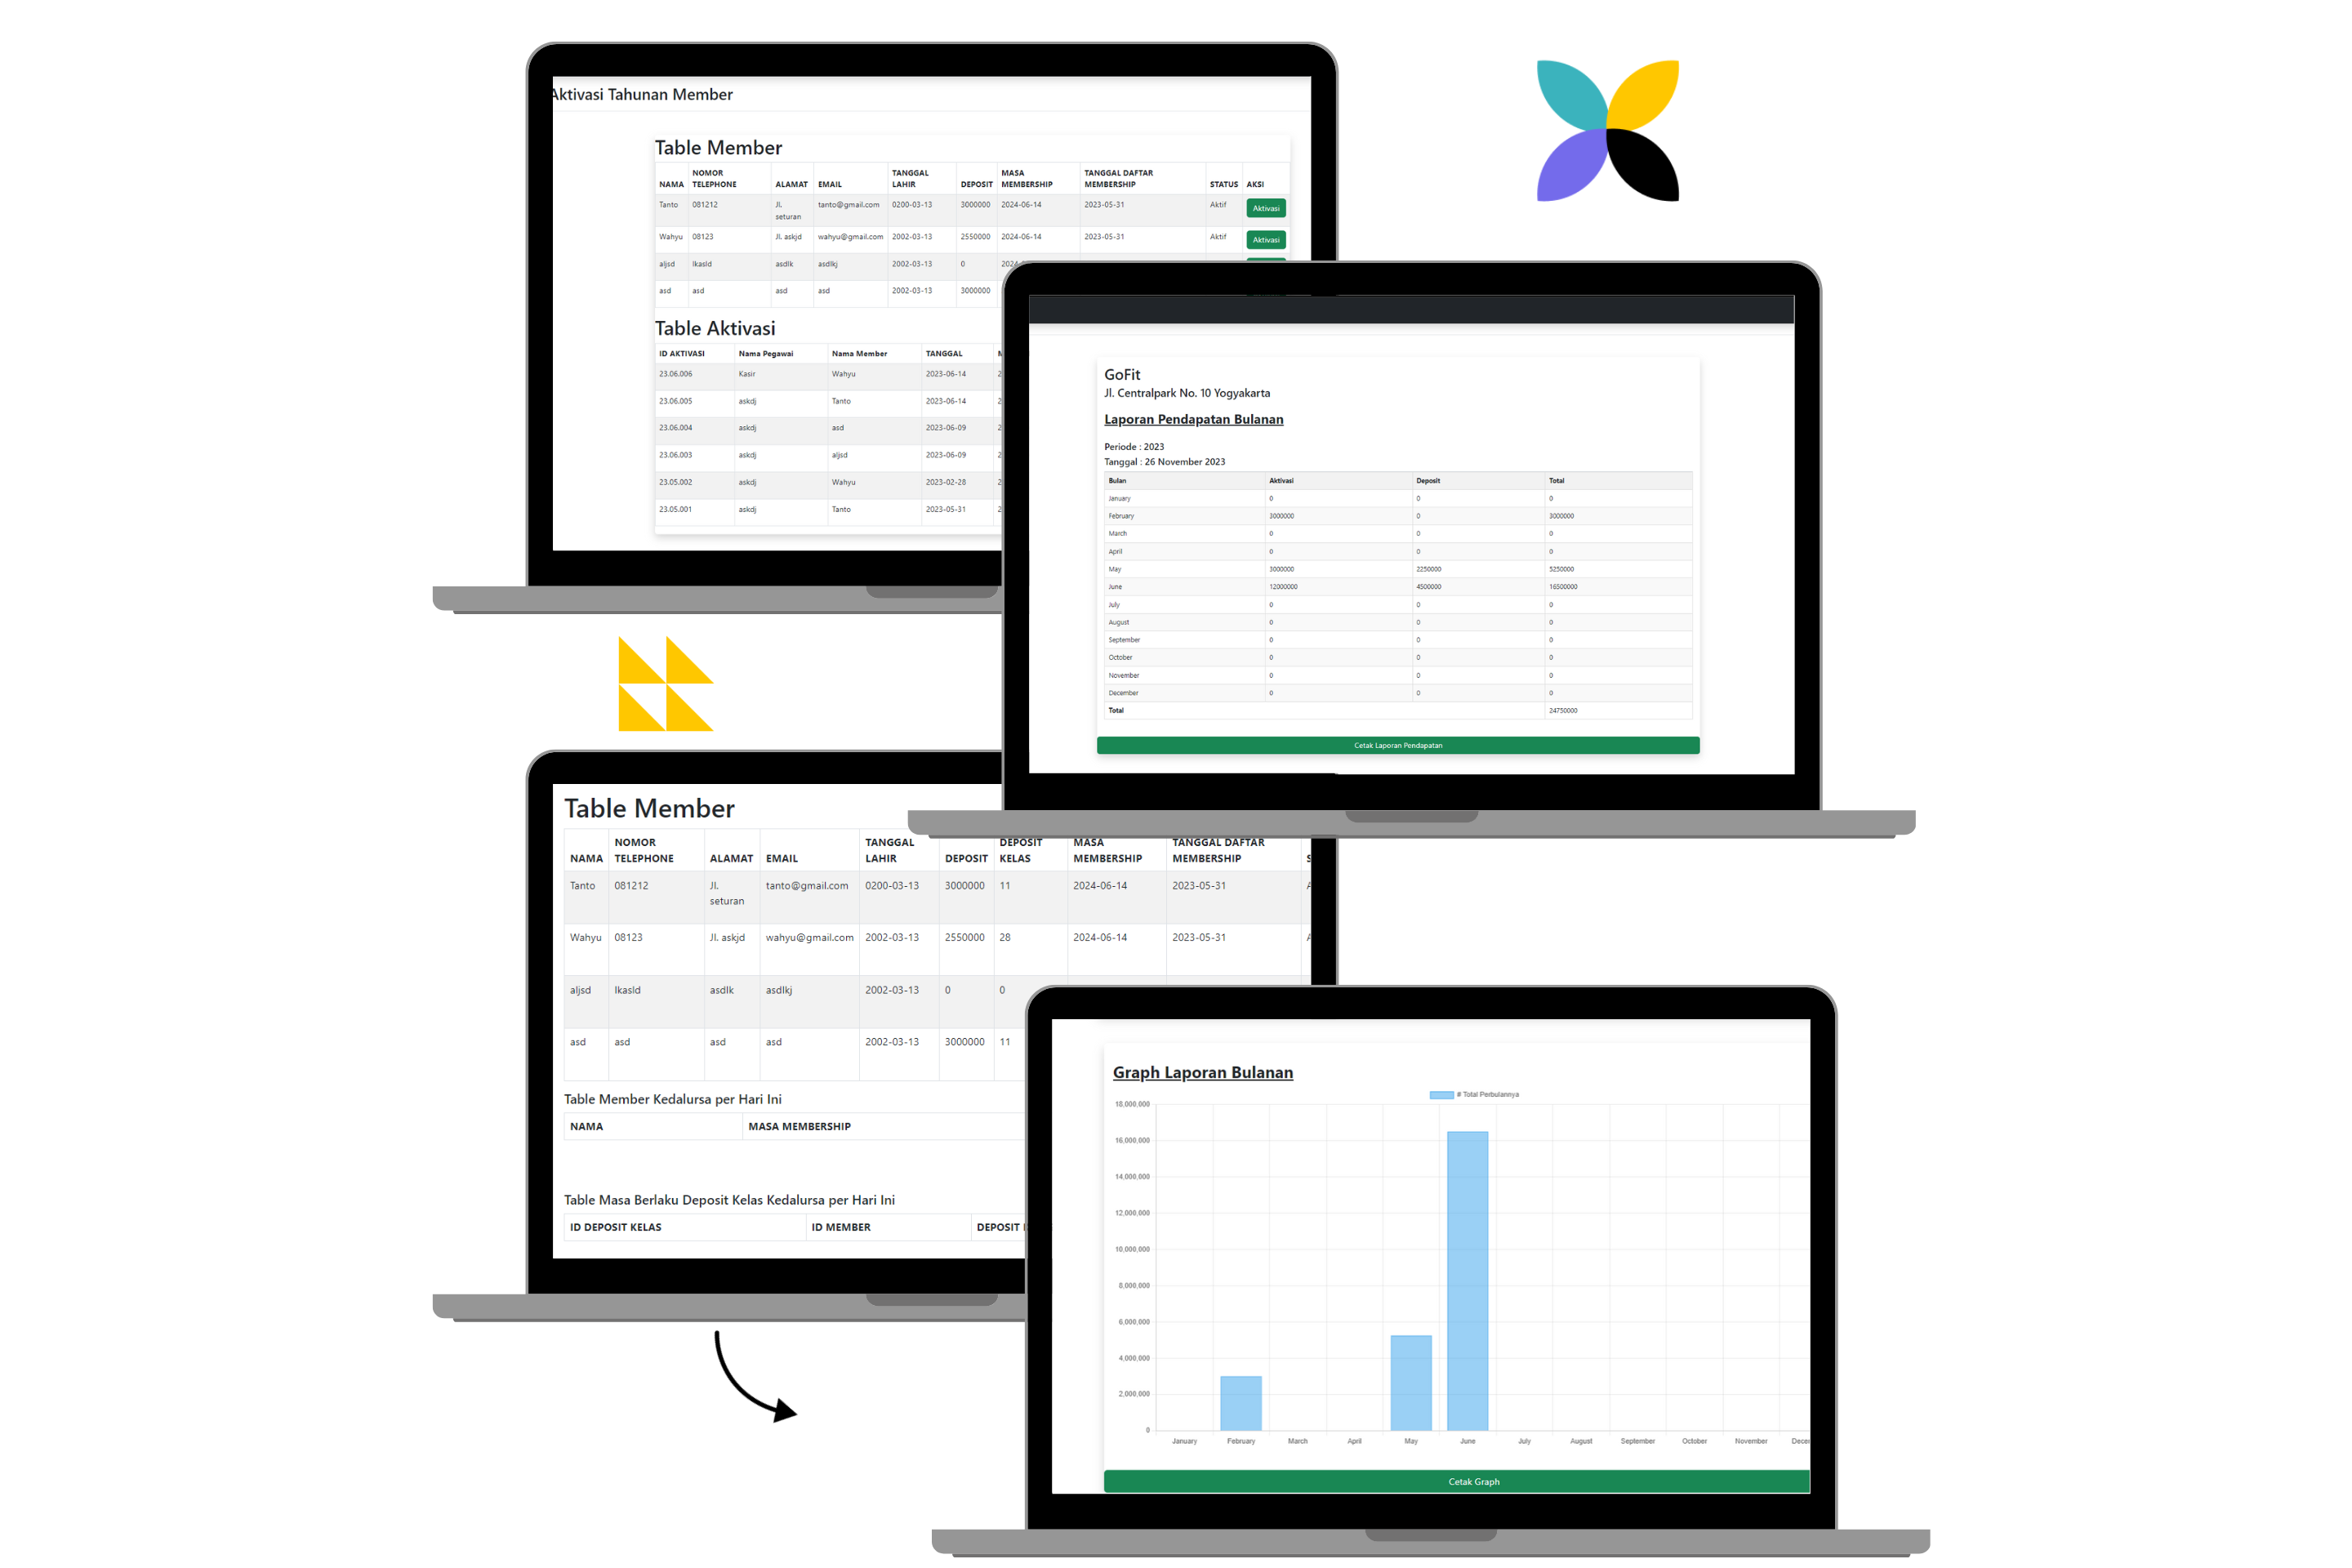 Aktivasi Tahunan Member
Table Member
NAMA NOMOR TELEPHONE ALAMAT EMAIL TANGGAL LAHIR DEPOSIT MASA MEMBERSHIP TANGGAL DAFTAR MEMBERSHIP STATUS AKSI
Tanto 081212 Jl. seturan tanto@gmail.com 0200-03-13 3000000 2024-06-14 2023-05-31 Aktif Aktivasi
Wahyu 08123 Jl. askjd wahyu@gmail.com 2002-03-13 2550000 2024-06-14 2023-05-31 Aktif Aktivasi
aljsd lkasld asdlk asdlkj 2002-03-13 0
asd asd asd asd 2002-03-13 3000000
Table Aktivasi
ID AKTIVASI Nama Pegawai Nama Member TANGGAL
23.06.006 Kasir Wahyu 2023-06-14
23.06.005 askdj Tanto 2023-06-14
23.06.004 askdj asd 2023-06-09
23.06.003 askdj aljsd 2023-06-09
23.05.002 askdj Wahyu 2023-02-28
23.05.001 askdj Tanto 2023-05-31
GoFit
Jl. Centralpark No. 10 Yogyakarta
Laporan Pendapatan Bulanan
Periode : 2023
Tanggal : 26 November 2023
Bulan Aktivasi Deposit Total
January 0 0 0
February 3000000 0 3000000
March 0 0 0
April 0 0 0
May 3000000 2250000 5250000
June 12000000 4500000 16500000
July 0 0 0
August 0 0 0
September 0 0 0
October 0 0 0
November 0 0 0
December 0 0 0
Total 24750000
Cetak Laporan Pendapatan
Table Member
NAMA NOMOR TELEPHONE ALAMAT EMAIL TANGGAL LAHIR DEPOSIT DEPOSIT KELAS MASA MEMBERSHIP TANGGAL DAFTAR MEMBERSHIP
Tanto 081212 Jl. seturan tanto@gmail.com 0200-03-13 3000000 11 2024-06-14 2023-05-31
Wahyu 08123 Jl. askjd wahyu@gmail.com 2002-03-13 2550000 28 2024-06-14 2023-05-31
aljsd lkasld asdlk asdlkj 2002-03-13 0 0
asd asd asd asd 2002-03-13 3000000 11
Table Member Kedalursa per Hari Ini
NAMA MASA MEMBERSHIP
Table Masa Berlaku Deposit Kelas Kedalursa per Hari Ini
ID DEPOSIT KELAS ID MEMBER DEPOSIT
Graph Laporan Bulanan
# Total Perbulannya
18,000,000
16,000,000
14,000,000
12,000,000
10,000,000
8,000,000
6,000,000
4,000,000
2,000,000
0
January February March April May June July August September October November
Cetak Graph